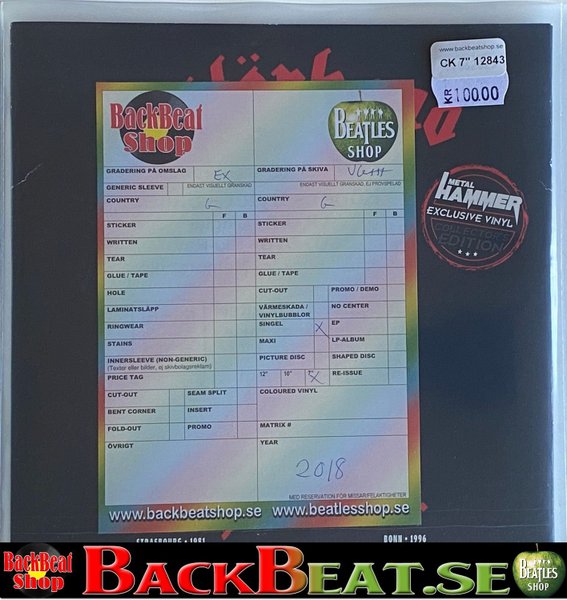 www.backbeatshop.se
CK 7" 12843
KR 100.00
BackBeat
Shop
BEATLES
SHOP
METAL
HAMMER
EXCLUSIVE VINYL
COLLECTORS
EDITION
GRADERING PÅ OMSLAG EX
GRADERING PÅ SKIVA VG+++
GENERIC SLEEVE
ENDAST VISUELLT GRANSKAD
ENDAST VISUELLT GRANSKAD, EJ PROVSPELAD
COUNTRY G
COUNTRY G
F B
F B
STICKER
STICKER
WRITTEN
WRITTEN
TEAR
TEAR
GLUE / TAPE
GLUE / TAPE
HOLE
CUT-OUT
PROMO / DEMO
LAMINATSLÄPP
VÄRMESKADA /
VINYLBUBBLOR
NO CENTER
RINGWEAR
SINGEL X
EP
STAINS
MAXI
LP-ALBUM
INNERSLEEVE (NON-GENERIC)
(Texter eller bilder, ej skivbolagsreklam)
PICTURE DISC
SHAPED DISC
PRICE TAG
12" 10" 7" X
RE-ISSUE
CUT-OUT
SEAM SPLIT
COLOURED VINYL
BENT CORNER
INSERT
FOLD-OUT
PROMO
MATRIX #
ÖVRIGT
YEAR
2018
MED RESERVATION FÖR MISSAR/FELAKTIGHETER
www.backbeatshop.se www.beatlesshop.se
STRASBOURG • 1981
BONN • 1996
BackBeat
Shop
BACKBEAT.SE
BEATLES
SHOP